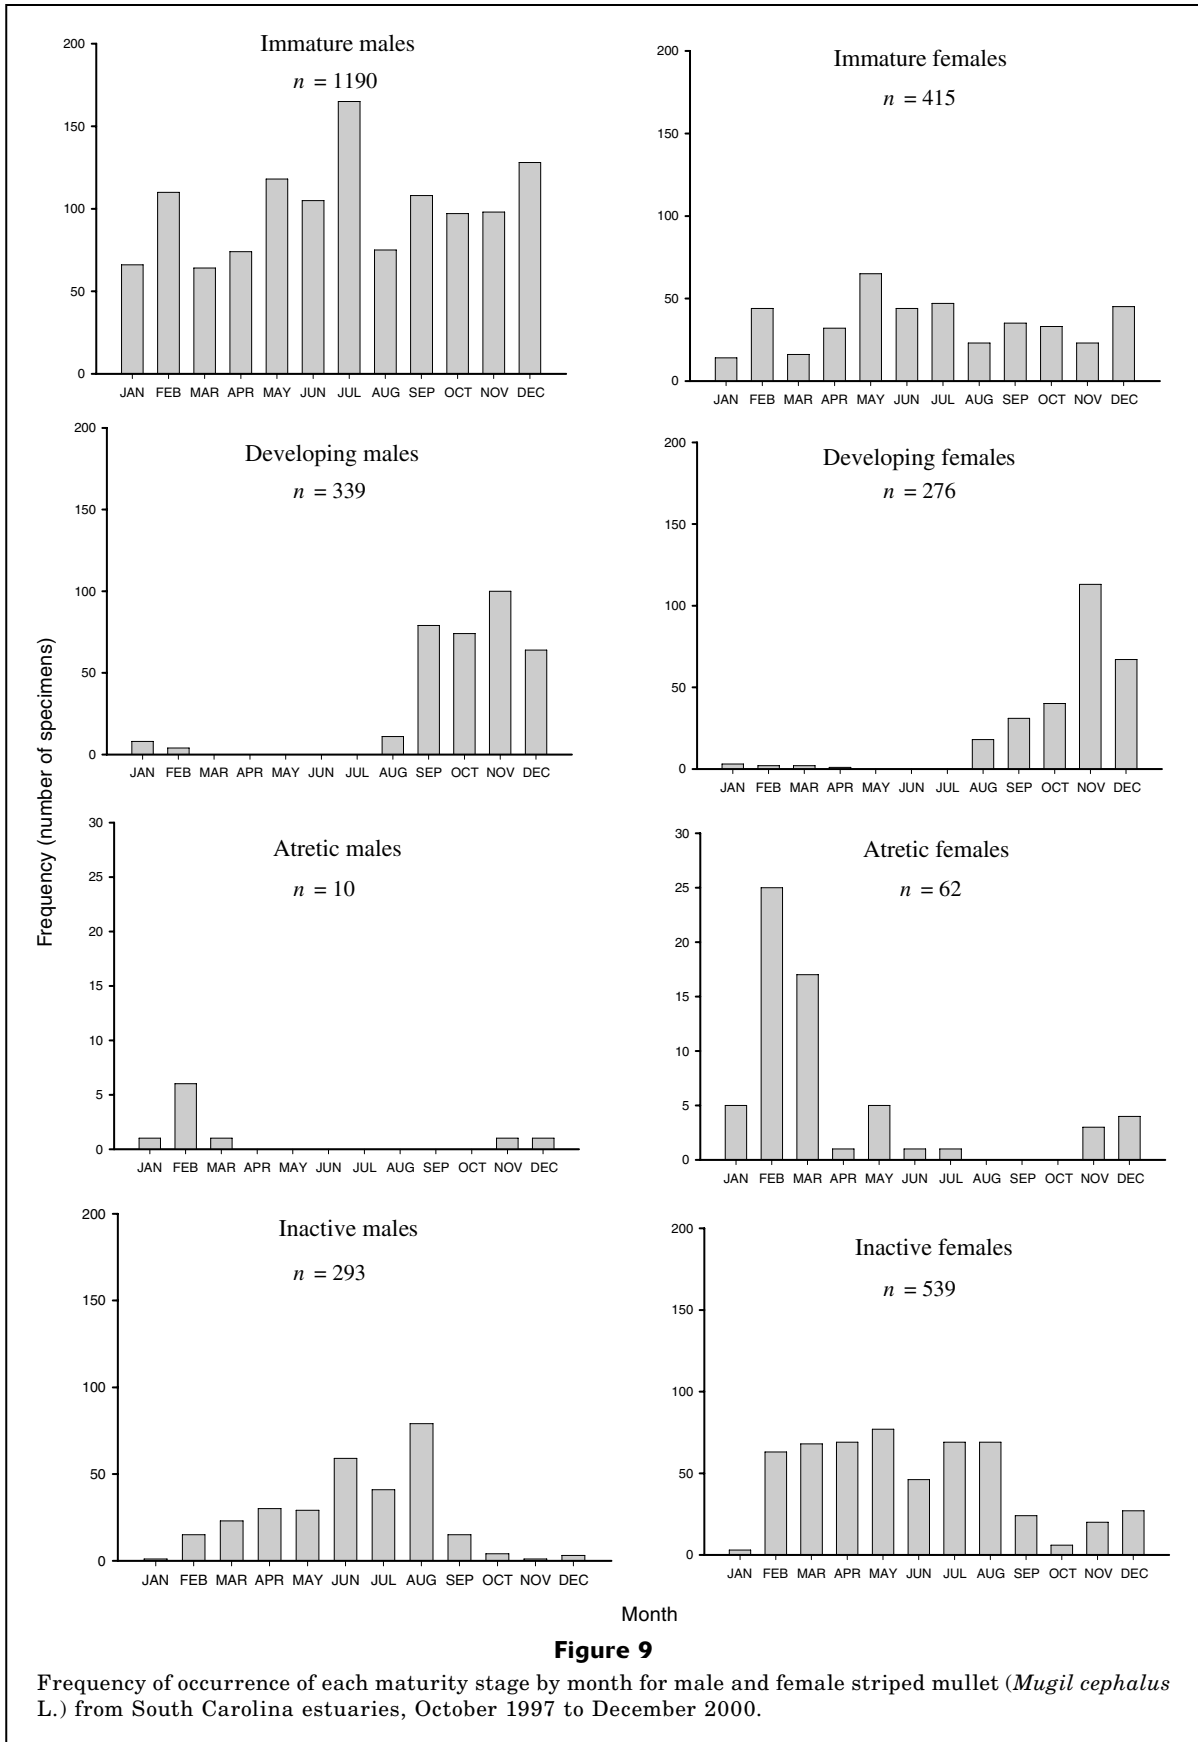 Immature males
n = 1190
200
150
100
50
0
JAN FEB MAR APR MAY JUN JUL AUG SEP OCT NOV DEC
Immature females
n = 415
200
150
100
50
0
JAN FEB MAR APR MAY JUN JUL AUG SEP OCT NOV DEC
Developing males
n = 339
200
150
100
50
0
JAN FEB MAR APR MAY JUN JUL AUG SEP OCT NOV DEC
Developing females
n = 276
200
150
100
50
0
JAN FEB MAR APR MAY JUN JUL AUG SEP OCT NOV DEC
Frequency (number of specimens)
Atretic males
n = 10
30
25
20
15
10
5
0
JAN FEB MAR APR MAY JUN JUL AUG SEP OCT NOV DEC
Atretic females
n = 62
30
25
20
15
10
5
0
JAN FEB MAR APR MAY JUN JUL AUG SEP OCT NOV DEC
Inactive males
n = 293
200
150
100
50
0
JAN FEB MAR APR MAY JUN JUL AUG SEP OCT NOV DEC
Inactive females
n = 539
200
150
100
50
0
JAN FEB MAR APR MAY JUN JUL AUG SEP OCT NOV DEC
Month
Figure 9
Frequency of occurrence of each maturity stage by month for male and female striped mullet (Mugil cephalus
L.) from South Carolina estuaries, October 1997 to December 2000.